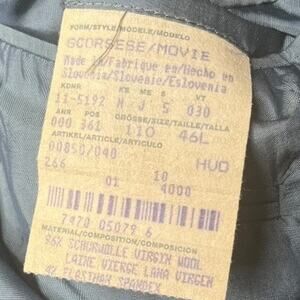 FORM/STYLE/MODELE/MODELO
GCORSESE/MOVIE
Made in/Fabrique en/Hecho en
Slovenia/Slovenie/Eslovenia
KDNR KE ME S VT
11-5192 M J 5 030
ANR POS GRÖSSE/SIZE/TAILLE/TALLA
000 361 110 46L
ARTIKEL/ARTICLE/ARTICULO
00850/040 HUO
266 01 10
4000
7470 05079 6
MATERIAL/COMPOSITION/COMPOSICION
96% SCHURWOLLE VIRGIN WOOL
LAINE VIERGE LANA VIRGEN
4% ELASTHAN SPANDEX